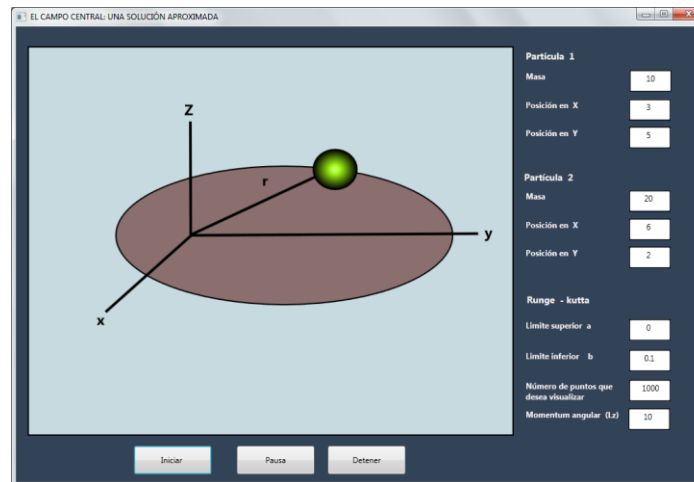 EL CAMPO CENTRAL: UNA SOLUCIÓN APROXIMADA
Z
r
y
x
Partícula 1
Masa 10
Posición en X 3
Posición en Y 5
Partícula 2
Masa 20
Posición en X 6
Posición en Y 2
Runge - kutta
Limite superior a 0
Limite inferior b 0.1
Número de puntos que 1000
desea visualizar
Momentum angular (Lz) 10
Iniciar Pausa Detener